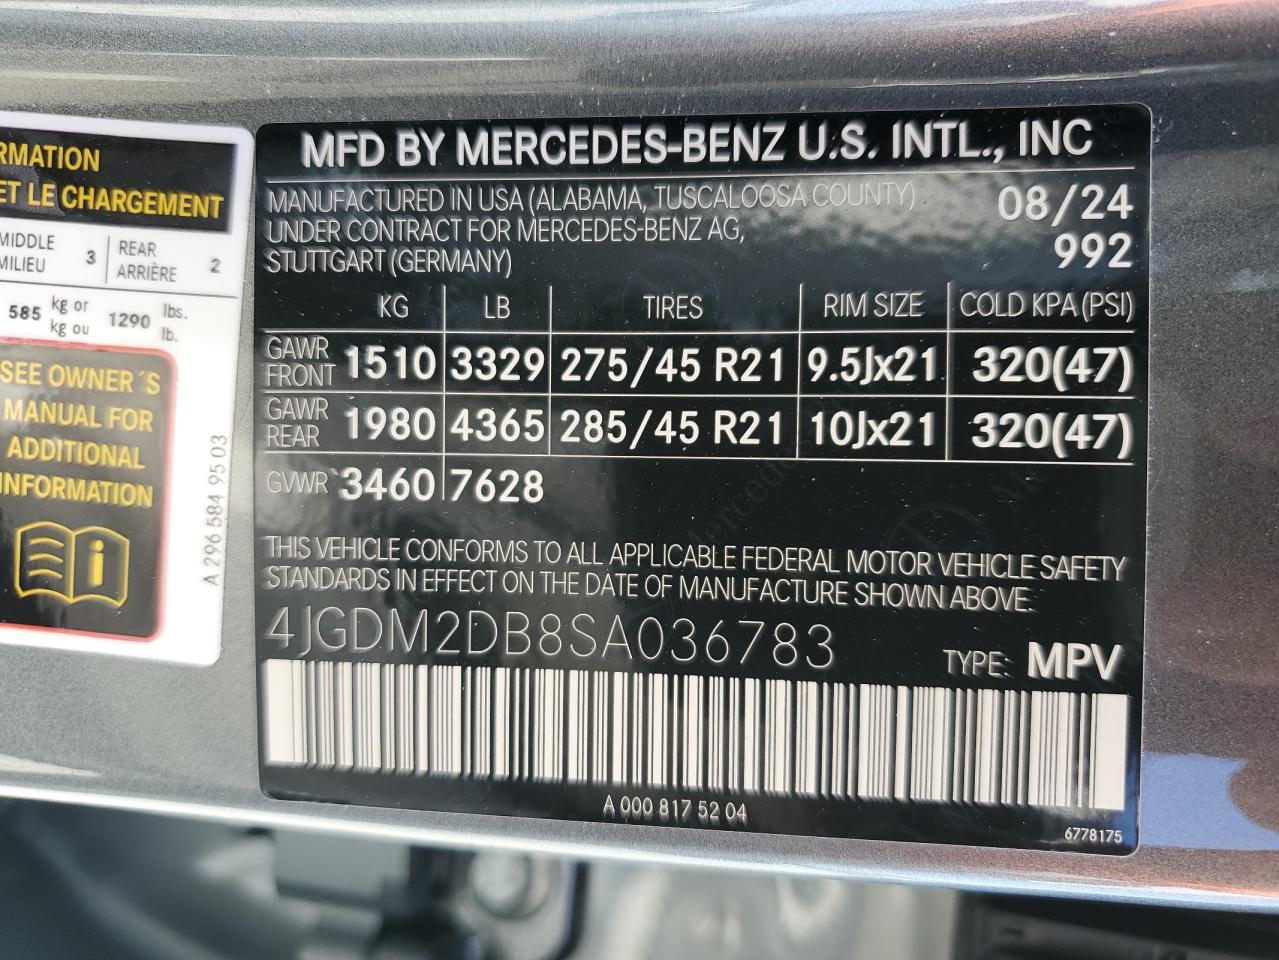 RMATION
ET LE CHARGEMENT
MIDDLE
MILIEU
3
REAR
ARRIÈRE
2
585 kg or 1290 lbs.
kg ou lb.
SEE OWNER´S
MANUAL FOR
ADDITIONAL
INFORMATION
i
A 296 584 95 03
MFD BY MERCEDES-BENZ U.S. INTL., INC
MANUFACTURED IN USA (ALABAMA, TUSCALOOSA COUNTY) 08/24
UNDER CONTRACT FOR MERCEDES-BENZ AG, 992
STUTTGART (GERMANY)
KG LB TIRES RIM SIZE COLD KPA (PSI)
GAWR
FRONT 1510 3329 275/45 R21 9.5Jx21 320(47)
GAWR
REAR 1980 4365 285/45 R21 10Jx21 320(47)
GVWR 3460 7628
THIS VEHICLE CONFORMS TO ALL APPLICABLE FEDERAL MOTOR VEHICLE SAFETY
STANDARDS IN EFFECT ON THE DATE OF MANUFACTURE SHOWN ABOVE.
4JGDM2DB8SA036783
TYPE: MPV
A 000 817 52 04
6778175